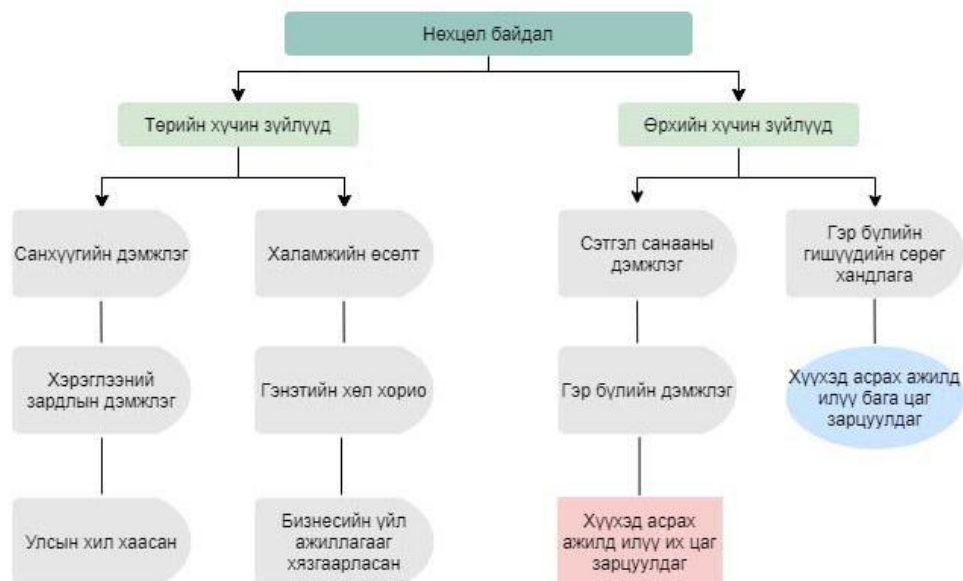 Нөхцөл байдал
Төрийн хүчин зүйлүүд
Өрхийн хүчин зүйлүүд
Санхүүгийн дэмжлэг
Халамжийн өсөлт
Сэтгэл санааны
дэмжлэг
Гэр бүлийн
гишүүдийн сөрөг
хандлага
Хэрэглээний
зардлын дэмжлэг
Гэнэтийн хөл хорио
Гэр бүлийн дэмжлэг
Хүүхэд асрах ажилд
илүү бага цаг
зарцуулдаг
Улсын хил хаасан
Бизнесийн үйл
ажиллагааг
хязгаарласан
Хүүхэд асрах
ажилд илүү их цаг
зарцуулдаг